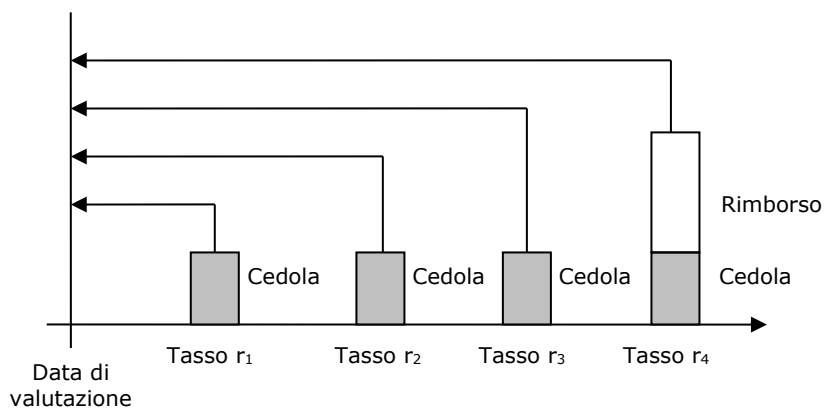 Rimborso
Cedola Cedola Cedola Cedola
Tasso r₁ Tasso r₂ Tasso r₃ Tasso r₄
Data di
valutazione